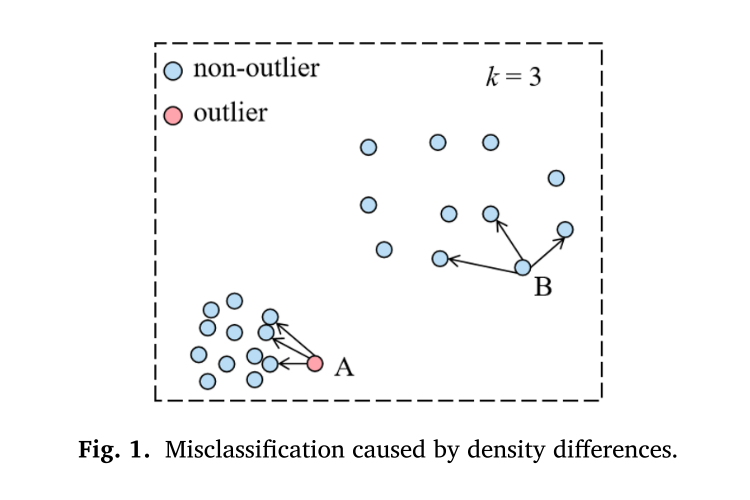 non-outlier
k = 3
outlier
B
A
Fig. 1. Misclassification caused by density differences.